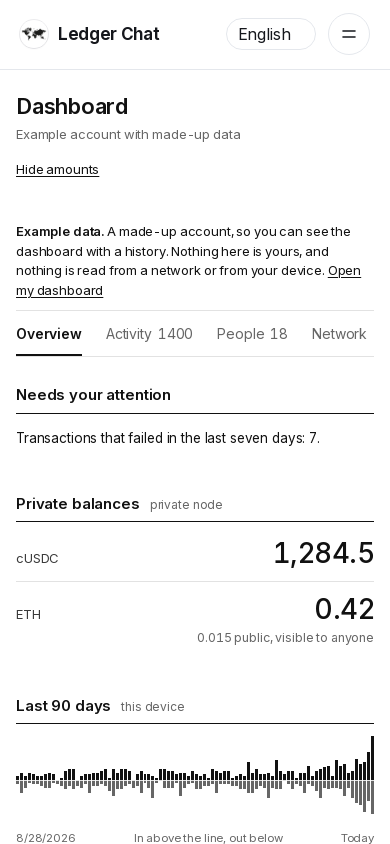 Ledger Chat
English
Dashboard
Example account with made-up data
Hide amounts
Example data. A made-up account, so you can see the
dashboard with a history. Nothing here is yours, and
nothing is read from a network or from your device. Open
my dashboard
Overview Activity 1400 People 18 Network
Needs your attention
Transactions that failed in the last seven days: 7.
Private balances private node
cUSDC 1,284.5
ETH 0.42
0.015 public, visible to anyone
Last 90 days this device
8/28/2026 In above the line, out below Today